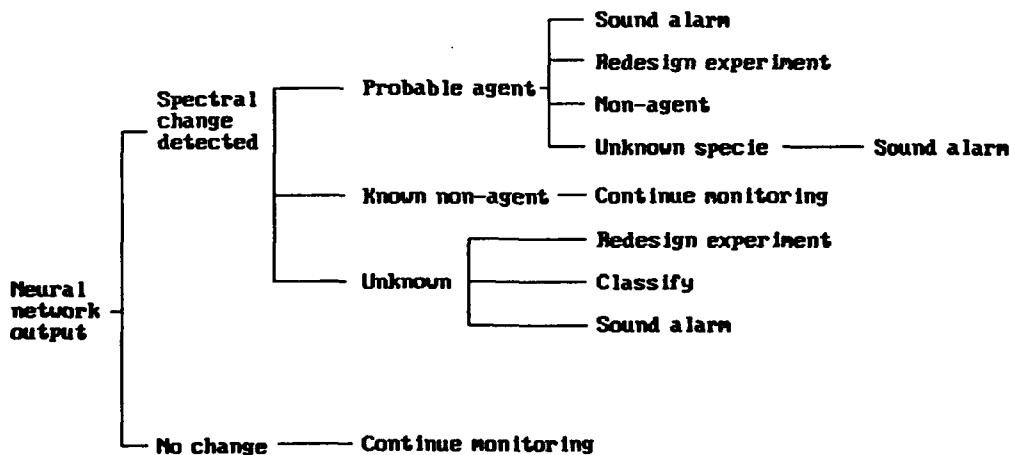 Sound alarm
Redesign experiment
Probable agent
Non-agent
Unknown specie
Sound alarm
Spectral
change
detected
Known non-agent
Continue monitoring
Redesign experiment
Unknown
Classify
Sound alarm
Neural
network
output
No change
Continue monitoring